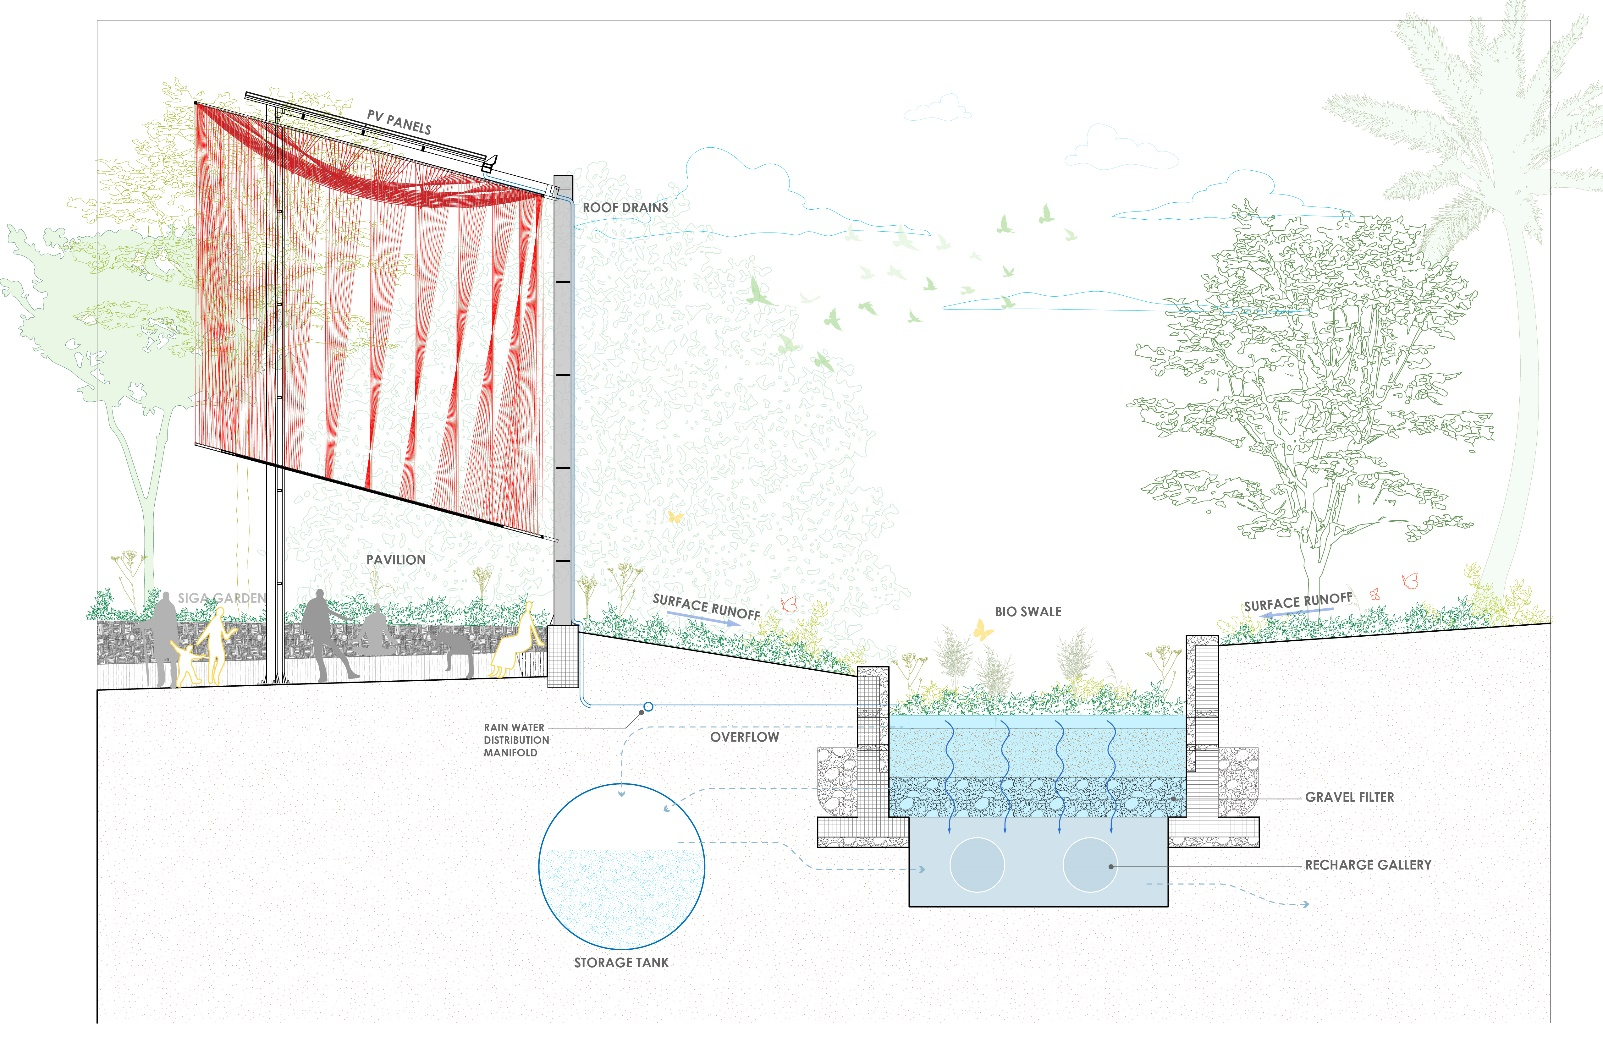 PV PANELS
ROOF DRAINS
PAVILION
SIGA GARDEN
SURFACE RUNOFF
BIO SWALE
SURFACE RUNOFF
RAIN WATER
DISTRIBUTION
MANIFOLD
OVERFLOW
GRAVEL FILTER
RECHARGE GALLERY
STORAGE TANK